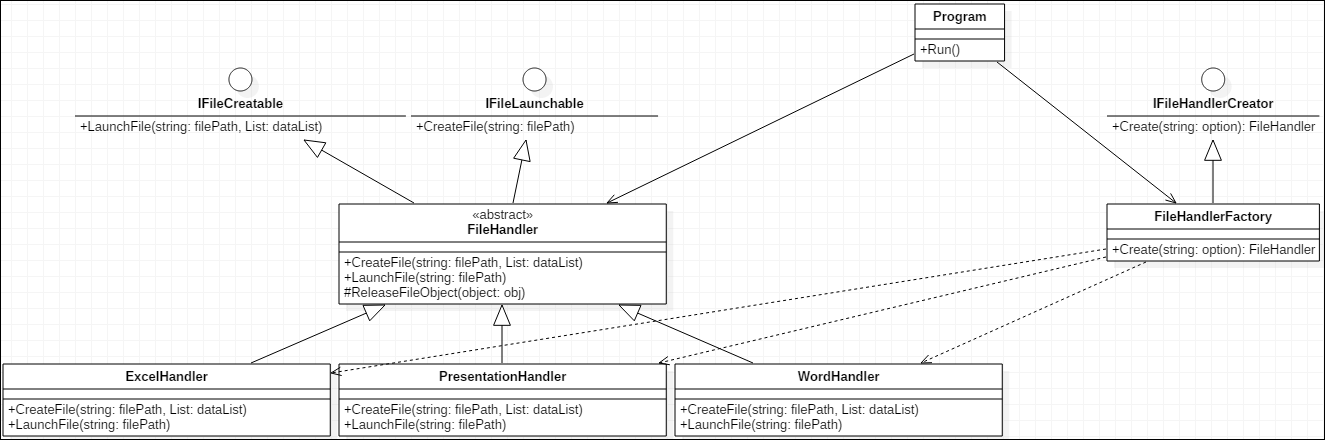 Program
+Run()
IFileCreatable
+LaunchFile(string: filePath, List: dataList)
IFileLaunchable
+CreateFile(string: filePath)
IFileHandlerCreator
+Create(string: option): FileHandler
«abstract»
FileHandler
+CreateFile(string: filePath, List: dataList)
+LaunchFile(string: filePath)
#ReleaseFileObject(object: obj)
FileHandlerFactory
+Create(string: option): FileHandler
ExcelHandler
+CreateFile(string: filePath, List: dataList)
+LaunchFile(string: filePath)
PresentationHandler
+CreateFile(string: filePath, List: dataList)
+LaunchFile(string: filePath)
WordHandler
+CreateFile(string: filePath, List: dataList)
+LaunchFile(string: filePath)